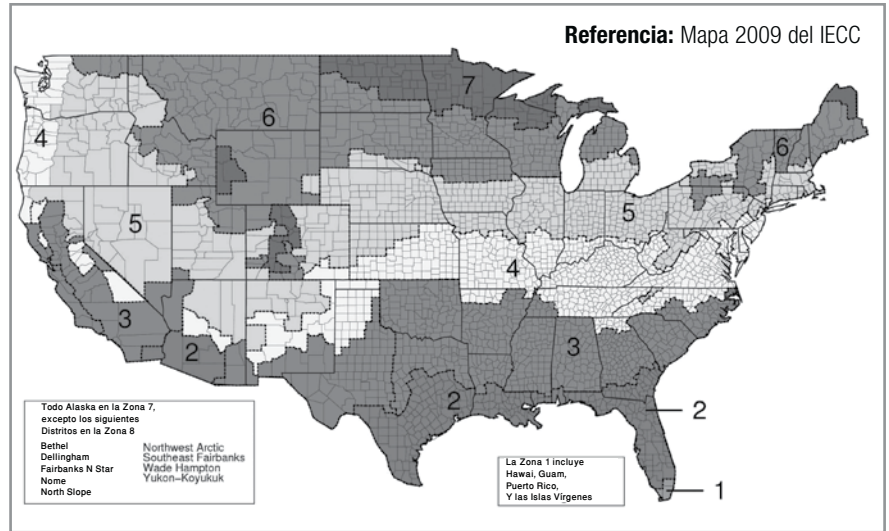 Referencia: Mapa 2009 del IECC
7
6
4
6
5
5
4
3
3
2
2
2
1
Todo Alaska en la Zona 7,
excepto los siguientes
Distritos en la Zona 8
Bethel
Dellingham
Fairbanks N Star
Nome
North Slope
Northwest Arctic
Southeast Fairbanks
Wade Hampton
Yukon–Koyukuk
La Zona 1 incluye
Hawai, Guam,
Puerto Rico,
Y las Islas Vírgenes